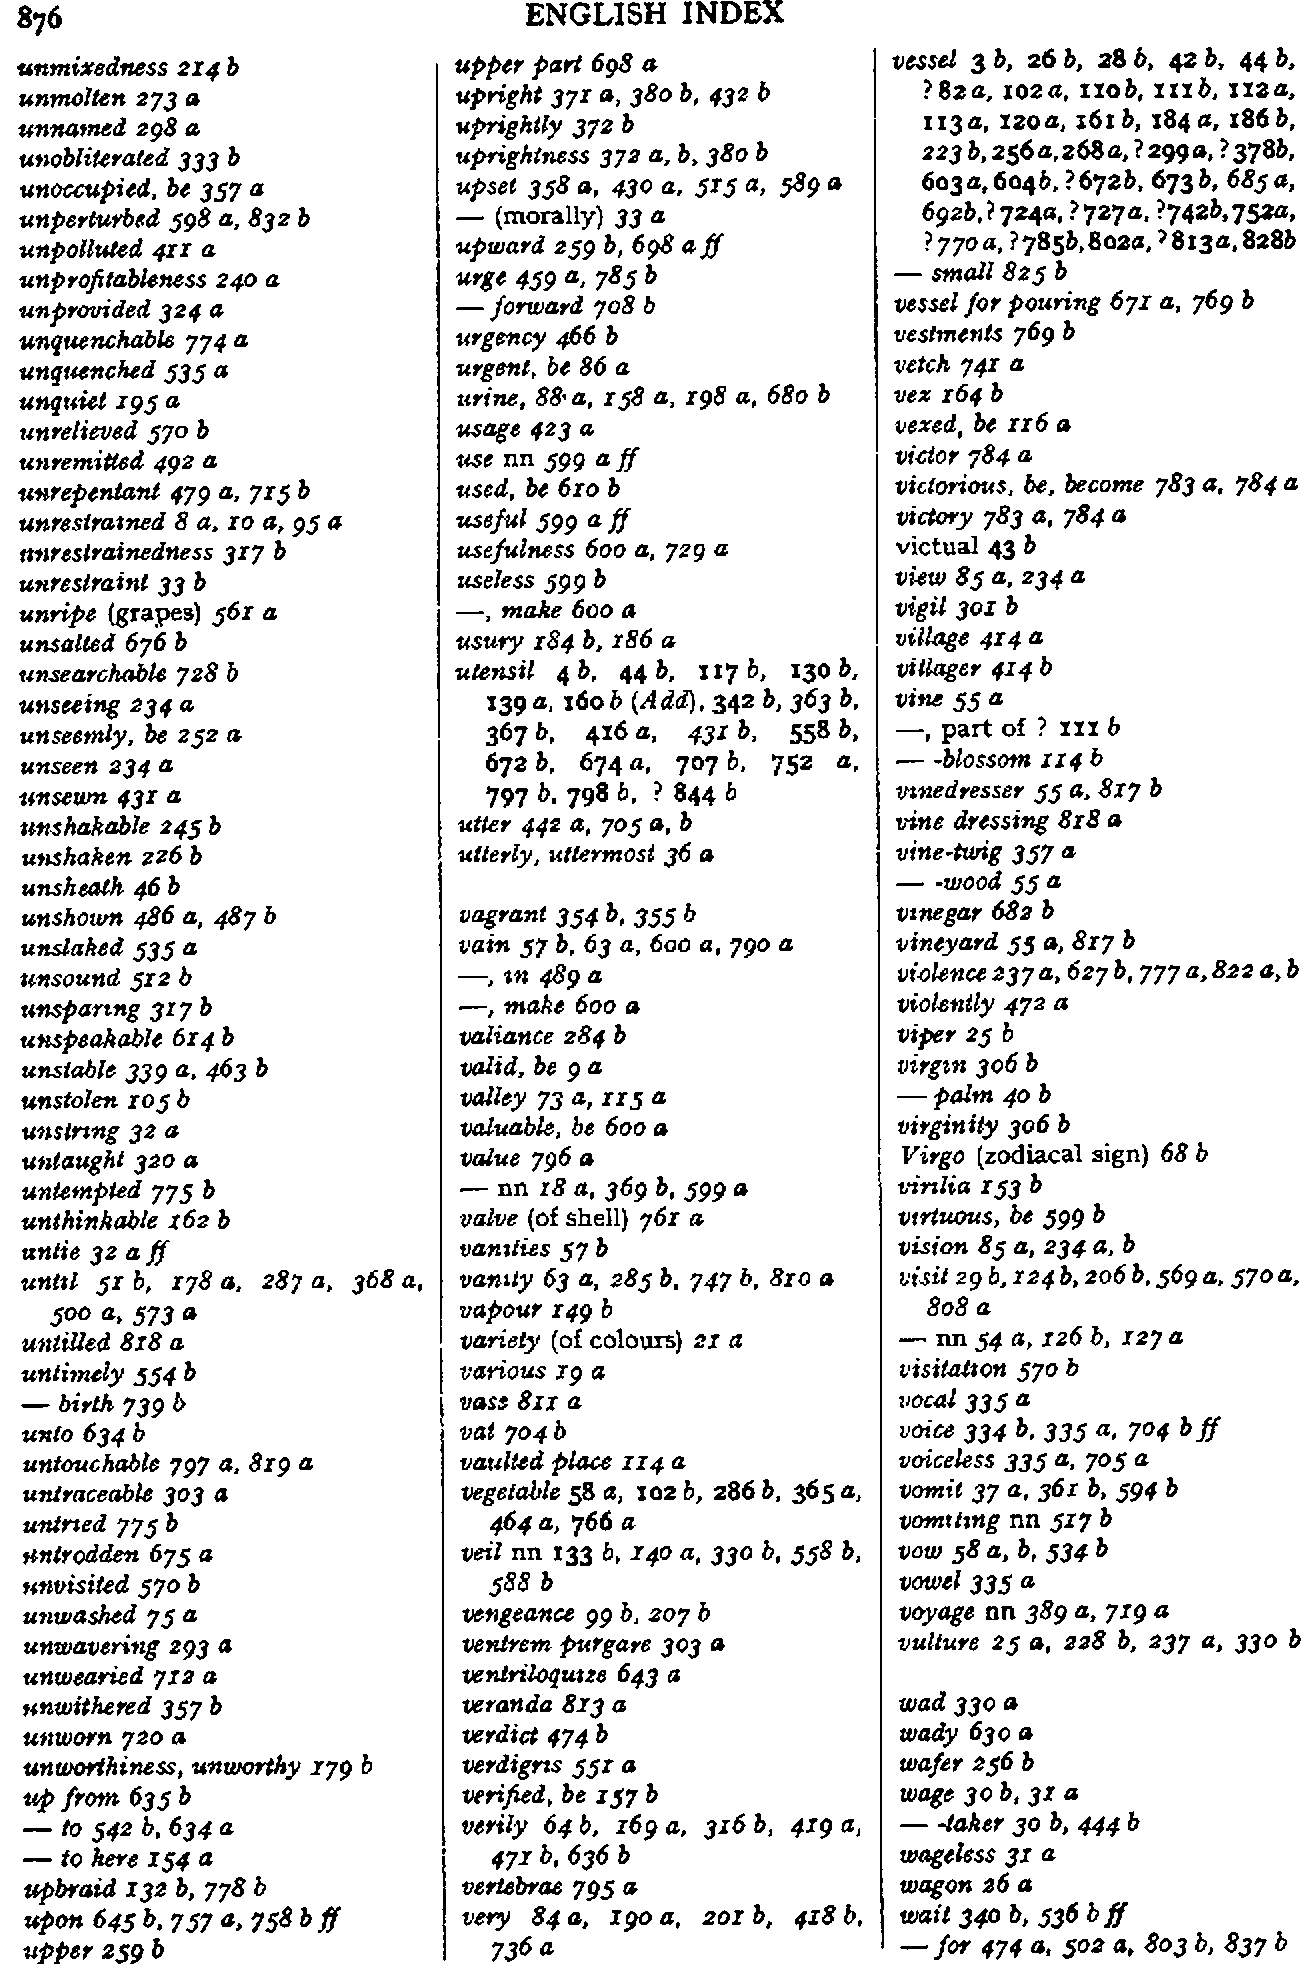 876
ENGLISH INDEX
unmixedness 214 b
unmolten 273 a
unnamed 298 a
unobliterated 333 b
unoccupied, be 357 a
unperturbed 598 a, 832 b
unpolluted 411 a
unprofitableness 240 a
unprovided 324 a
unquenchable 774 a
unquenched 535 a
unquiet 195 a
unrelieved 570 b
unremitted 492 a
unrepentant 479 a, 715 b
unrestrained 8 a, 10 a, 95 a
unrestrainedness 317 b
unrestraint 33 b
unripe (grapes) 561 a
unsalted 676 b
unsearchable 728 b
unseeing 234 a
unseemly, be 252 a
unseen 234 a
unsewn 431 a
unshakable 245 b
unshaken 226 b
unsheath 46 b
unshown 486 a, 487 b
unslaked 535 a
unsound 512 b
unsparing 317 b
unspeakable 614 b
unstable 339 a, 463 b
unstolen 105 b
unstring 32 a
untaught 320 a
untempted 775 b
unthinkable 162 b
untie 32 a ff
until 51 b, 178 a, 287 a, 368 a,
500 a, 573 a
untilled 818 a
untimely 554 b
— birth 739 b
unto 634 b
untouchable 797 a, 819 a
untraceable 303 a
untried 775 b
untrodden 675 a
unvisited 570 b
unwashed 75 a
unwavering 293 a
unwearied 712 a
unwithered 357 b
unworn 720 a
unworthiness, unworthy 179 b
up from 635 b
— to 542 b, 634 a
— to here 154 a
upbraid 132 b, 778 b
upon 645 b, 757 a, 758 b ff
upper 259 b
upper part 698 a
upright 371 a, 380 b, 432 b
uprightly 372 b
uprightness 372 a, b, 380 b
upset 358 a, 430 a, 515 a, 589 a
— (morally) 33 a
upward 259 b, 698 a ff
urge 459 a, 785 b
— forward 708 b
urgency 466 b
urgent, be 86 a
urine, 88 a, 158 a, 198 a, 680 b
usage 423 a
use nn 599 a ff
used, be 610 b
useful 599 a ff
usefulness 600 a, 729 a
useless 599 b
—, make 600 a
usury 184 b, 186 a
utensil 4 b, 44 b, 117 b, 130 b,
139 a, 160 b (Add), 342 b, 363 b,
367 b, 416 a, 431 b, 558 b,
672 b, 674 a, 707 b, 752 a,
797 b, 798 b, ? 844 b
utter 442 a, 705 a, b
utterly, uttermost 36 a
vagrant 354 b, 355 b
vain 57 b, 63 a, 600 a, 790 a
—, in 489 a
—, make 600 a
valiance 284 b
valid, be 9 a
valley 73 a, 115 a
valuable, be 600 a
value 796 a
— nn 18 a, 369 b, 599 a
valve (of shell) 761 a
vanities 57 b
vanity 63 a, 285 b, 747 b, 810 a
vapour 149 b
variety (of colours) 21 a
various 19 a
vase 811 a
vat 704 b
vaulted place 114 a
vegetable 58 a, 102 b, 286 b, 365 a,
464 a, 766 a
veil nn 133 b, 140 a, 330 b, 558 b,
588 b
vengeance 99 b, 207 b
ventrem purgare 303 a
ventriloquize 643 a
veranda 813 a
verdict 474 b
verdigris 551 a
verified, be 157 b
verily 64 b, 169 a, 316 b, 419 a,
471 b, 636 b
vertebrae 795 a
very 84 a, 190 a, 201 b, 418 b,
736 a
vessel 3 b, 26 b, 28 b, 42 b, 44 b,
? 82 a, 102 a, 110 b, 111 b, 112 a,
113 a, 120 a, 161 b, 184 a, 186 b,
223 b, 256 a, 268 a, ? 299 a, ? 378b,
603 a, 604 b, ? 672 b, 673 b, 685 a,
692 b, ? 724 a, ? 727 a, ? 742 b, 752 a,
? 770 a, ? 785 b, 802 a, ? 813 a, 828b
— small 825 b
vessel for pouring 671 a, 769 b
vestments 769 b
vetch 741 a
vex 164 b
vexed, be 116 a
victor 784 a
victorious, be, become 783 a, 784 a
victory 783 a, 784 a
victual 43 b
view 85 a, 234 a
vigil 301 b
village 414 a
villager 414 b
vine 55 a
—, part of ? 111 b
— -blossom 114 b
vinedresser 55 a, 817 b
vine dressing 818 a
vine-twig 357 a
— -wood 55 a
vinegar 682 b
vineyard 55 a, 817 b
violence 237 a, 627 b, 777 a, 822 a, b
violently 472 a
viper 25 b
virgin 306 b
— palm 40 b
virginity 306 b
Virgo (zodiacal sign) 68 b
virilia 153 b
virtuous, be 599 b
vision 85 a, 234 a, b
visit 29 b, 124 b, 206 b, 569 a, 570 a,
808 a
— nn 54 a, 126 b, 127 a
visitation 570 b
vocal 335 a
voice 334 b, 335 a, 704 b ff
voiceless 335 a, 705 a
vomit 37 a, 361 b, 594 b
vomiting nn 517 b
vow 58 a, b, 534 b
vowel 335 a
voyage nn 389 a, 719 a
vulture 25 a, 228 b, 237 a, 330 b
wad 330 a
wady 630 a
wafer 256 b
wage 30 b, 31 a
— -taker 30 b, 444 b
wageless 31 a
wagon 26 a
wait 340 b, 536 b ff
— for 474 a, 502 a, 803 b, 837 b